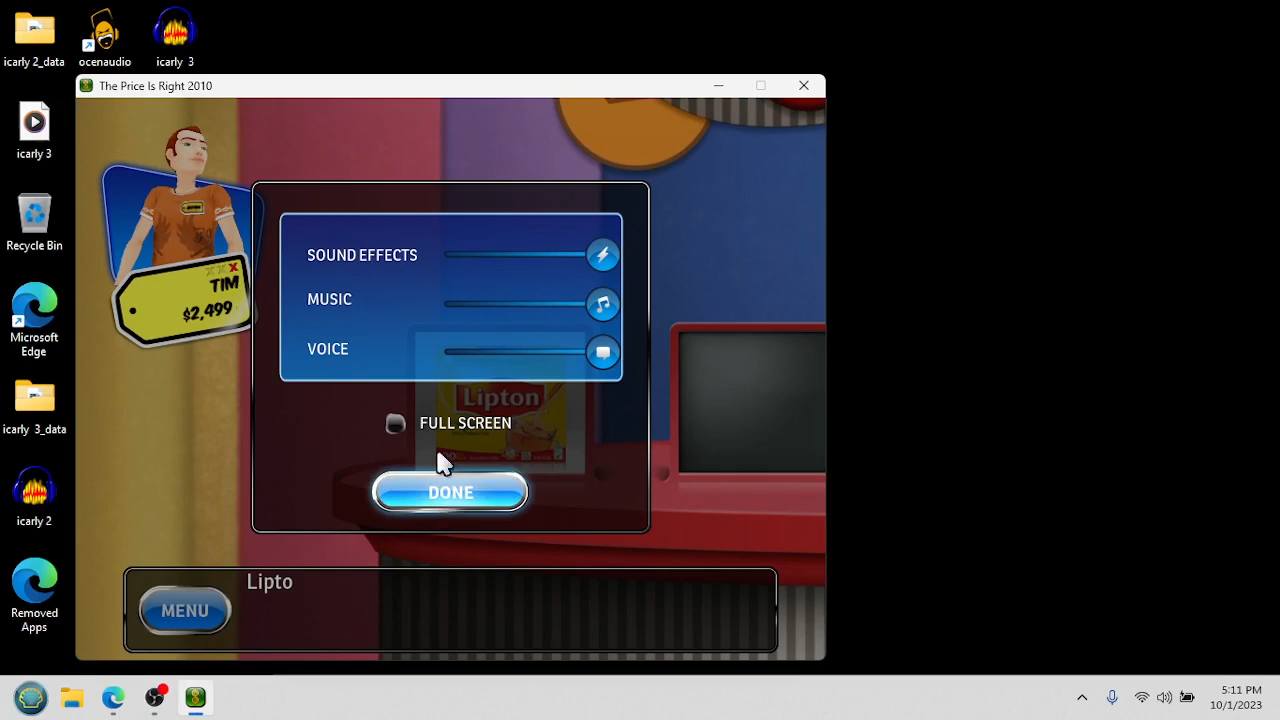 icarly 2_data
ocenaudio
icarly 3
The Price Is Right 2010
icarly 3
Recycle Bin
Microsoft
Edge
icarly 3_data
icarly 2
Removed
Apps
X X X
TIM
$2,499
SOUND EFFECTS
MUSIC
VOICE
Lipton
FULL SCREEN
DONE
Lipto
MENU
5:11 PM
10/1/2023